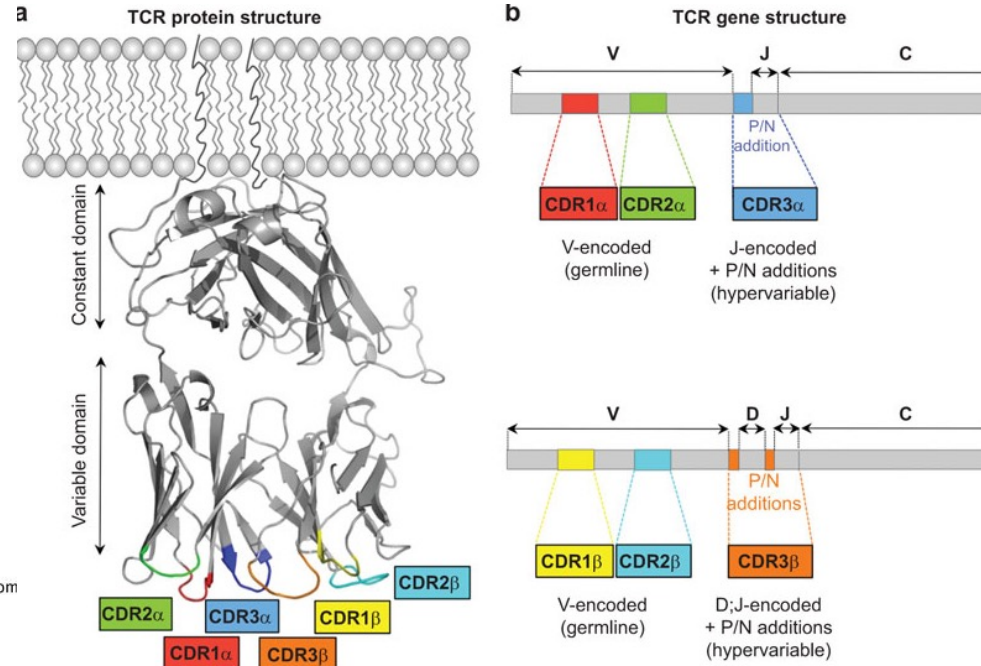 a
TCR protein structure
Constant domain
Variable domain
om
CDR2α
CDR1α
CDR3α
CDR3β
CDR1β
CDR2β
b
TCR gene structure
V
J
C
P/N
addition
CDR1α
CDR2α
CDR3α
V-encoded
(germline)
J-encoded
+ P/N additions
(hypervariable)
V
D
J
C
P/N
additions
CDR1β
CDR2β
CDR3β
V-encoded
(germline)
D;J-encoded
+ P/N additions
(hypervariable)